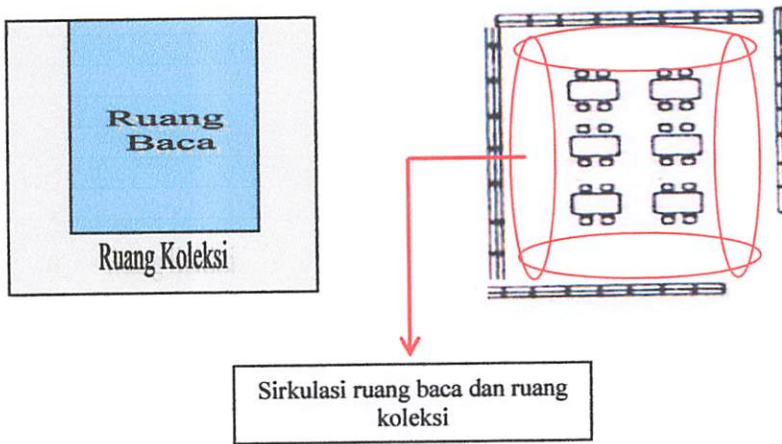 Ruang
Baca
Ruang Koleksi
Sirkulasi ruang baca dan ruang
koleksi